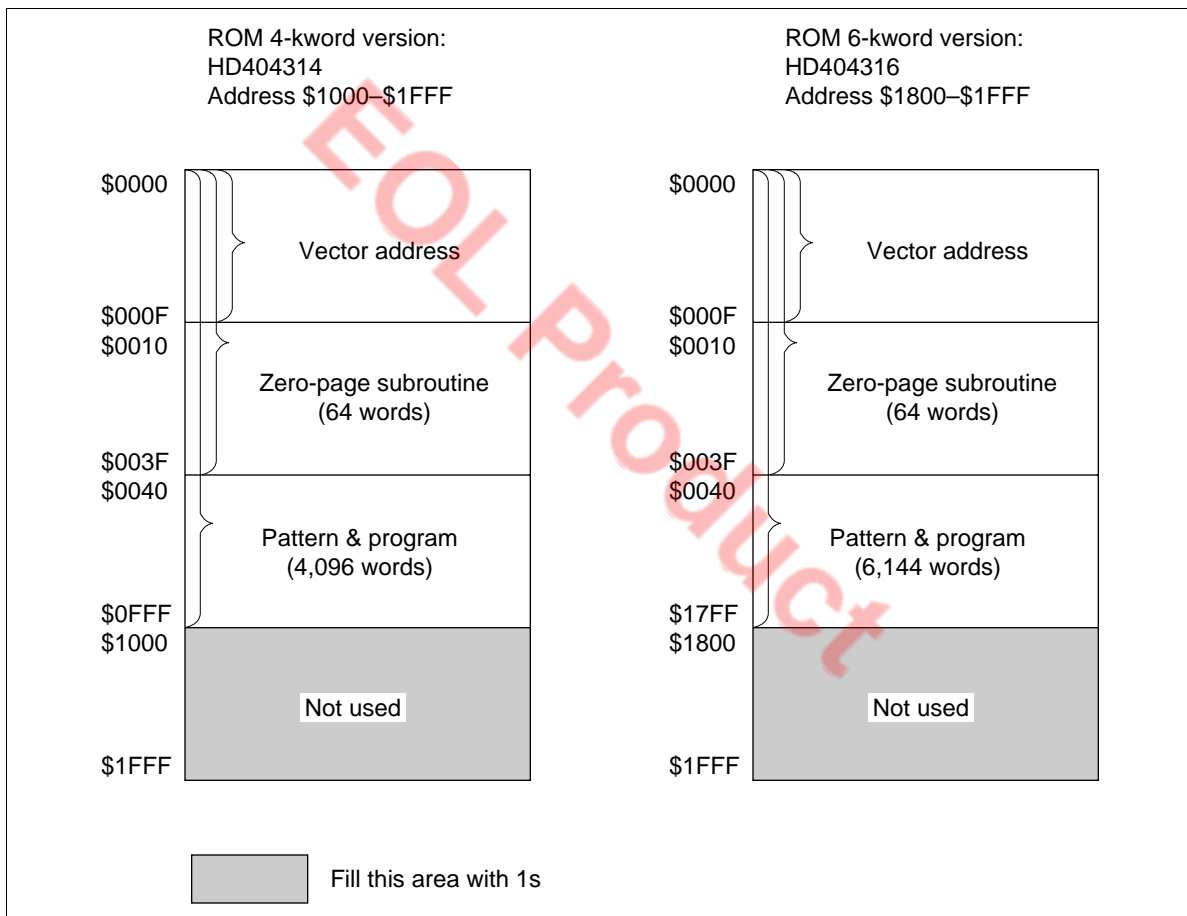 ROM 4-kword version:
HD404314
Address $1000–$1FFF
$0000
Vector address
$000F
$0010
Zero-page subroutine
(64 words)
$003F
$0040
Pattern & program
(4,096 words)
$0FFF
$1000
Not used
$1FFF
ROM 6-kword version:
HD404316
Address $1800–$1FFF
$0000
Vector address
$000F
$0010
Zero-page subroutine
(64 words)
$003F
$0040
Pattern & program
(6,144 words)
$17FF
$1800
Not used
$1FFF
Fill this area with 1s
EOL Product